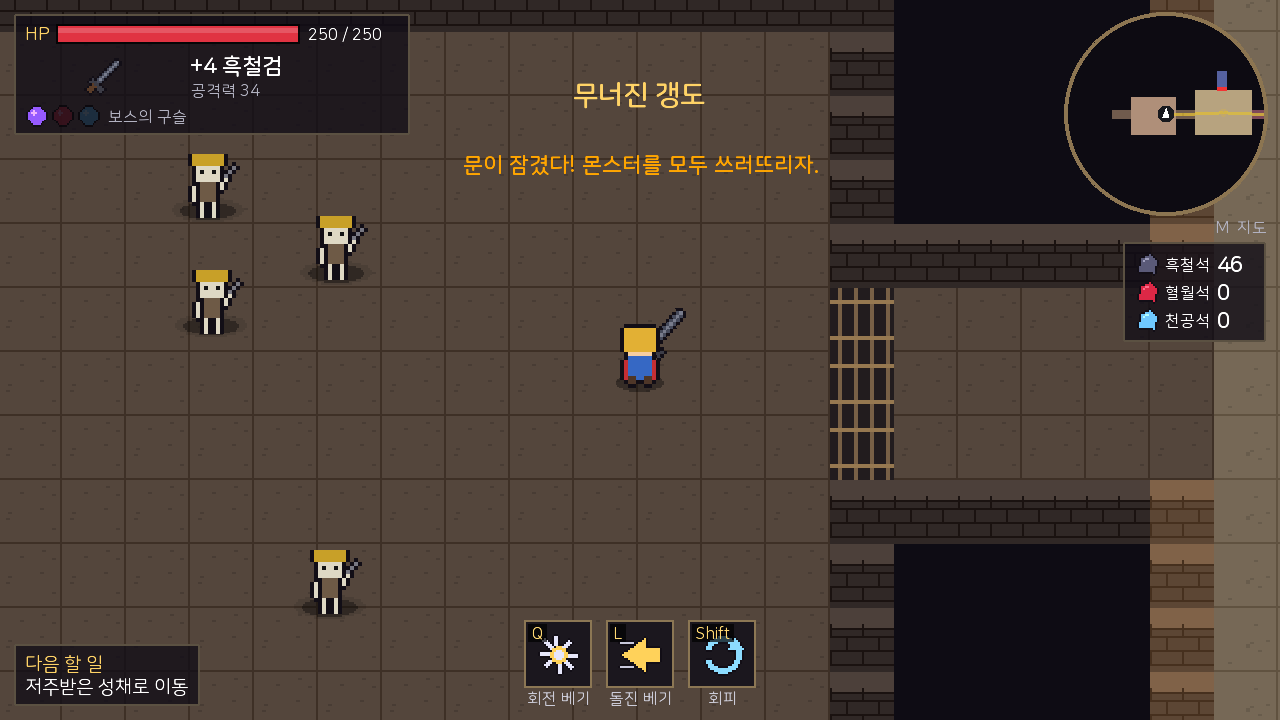 HP 250 / 250
+4 흑철검
공격력 34
보스의 구슬
무너진 갱도
문이 잠겼다! 몬스터를 모두 쓰러뜨리자.
M 지도
흑철석 46
혈월석 0
천공석 0
다음 할 일
저주받은 성채로 이동
Q L Shift
회전 베기 돌진 베기 회피